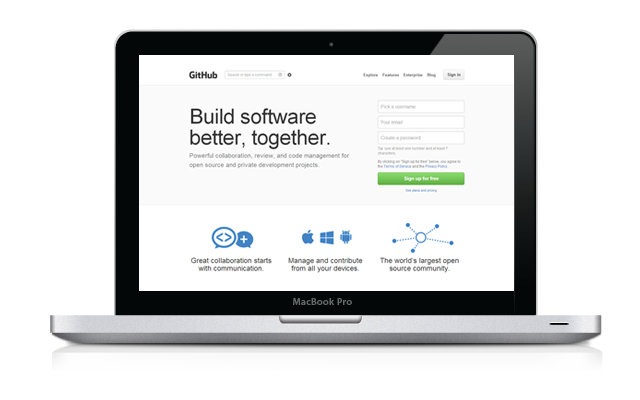 GitHub
Search or type a command
Explore Features Enterprise Blog Sign in
Build software
better, together.
Powerful collaboration, review, and code management for
open source and private development projects.
Pick a username
Your email
Create a password
Tip: use at least one number and at least 7
characters.
By clicking on "Sign up for free" below, you agree to
the Terms of Service and the Privacy Policy.
Sign up for free
See plans and pricing
Great collaboration starts
with communication.
Manage and contribute
from all your devices.
The world's largest open
source community.
MacBook Pro